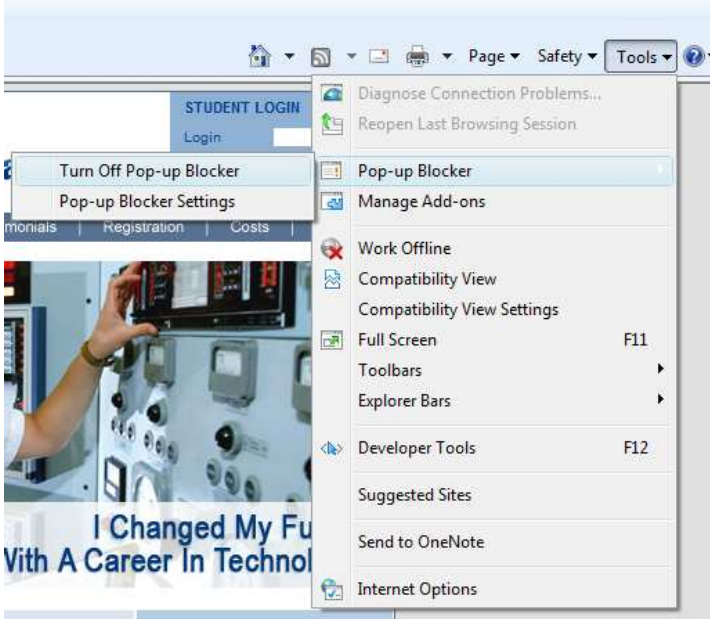 Page Safety Tools
STUDENT LOGIN
Login
Diagnose Connection Problems...
Reopen Last Browsing Session
Turn Off Pop-up Blocker
Pop-up Blocker Settings
Pop-up Blocker
Manage Add-ons
Registration | Costs |
Work Offline
Compatibility View
Compatibility View Settings
Full Screen F11
Toolbars
Explorer Bars
Developer Tools F12
Suggested Sites
Send to OneNote
Internet Options
I Changed My Fu
With A Career In Technol